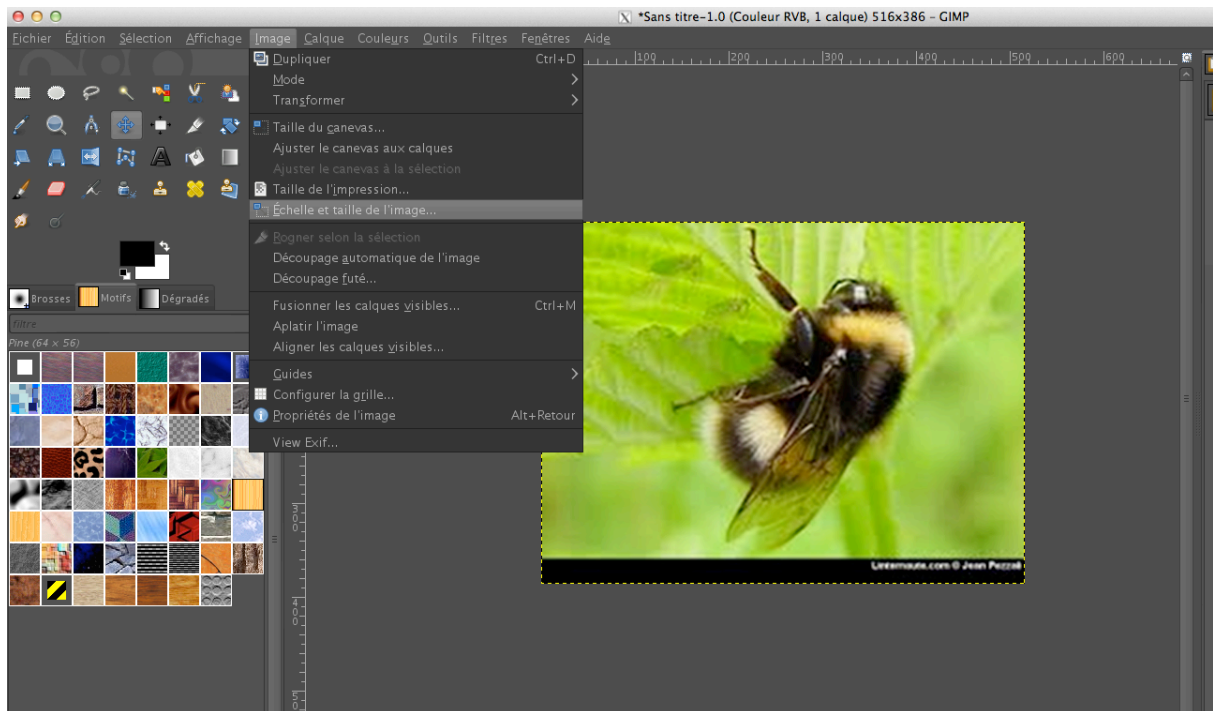 *Sans titre-1.0 (Couleur RVB, 1 calque) 516x386 – GIMP
Fichier Édition Sélection Affichage Image Calque Couleurs Outils Filtres Fenêtres Aide
Dupliquer Ctrl+D
Mode
Transformer
Taille du canevas...
Ajuster le canevas aux calques
Ajuster le canevas à la sélection
Taille de l'impression...
Échelle et taille de l'image...
Rogner selon la sélection
Découpage automatique de l'image
Découpage futé...
Fusionner les calques visibles... Ctrl+M
Aplatir l'image
Aligner les calques visibles...
Guides
Configurer la grille...
Propriétés de l'image Alt+Retour
View Exif...
100 200 300 400 500 600
Brosses Motifs Dégradés
filtre
Pine (64 × 56)
300
400
50
Linternaute.com © Jean Pezzali